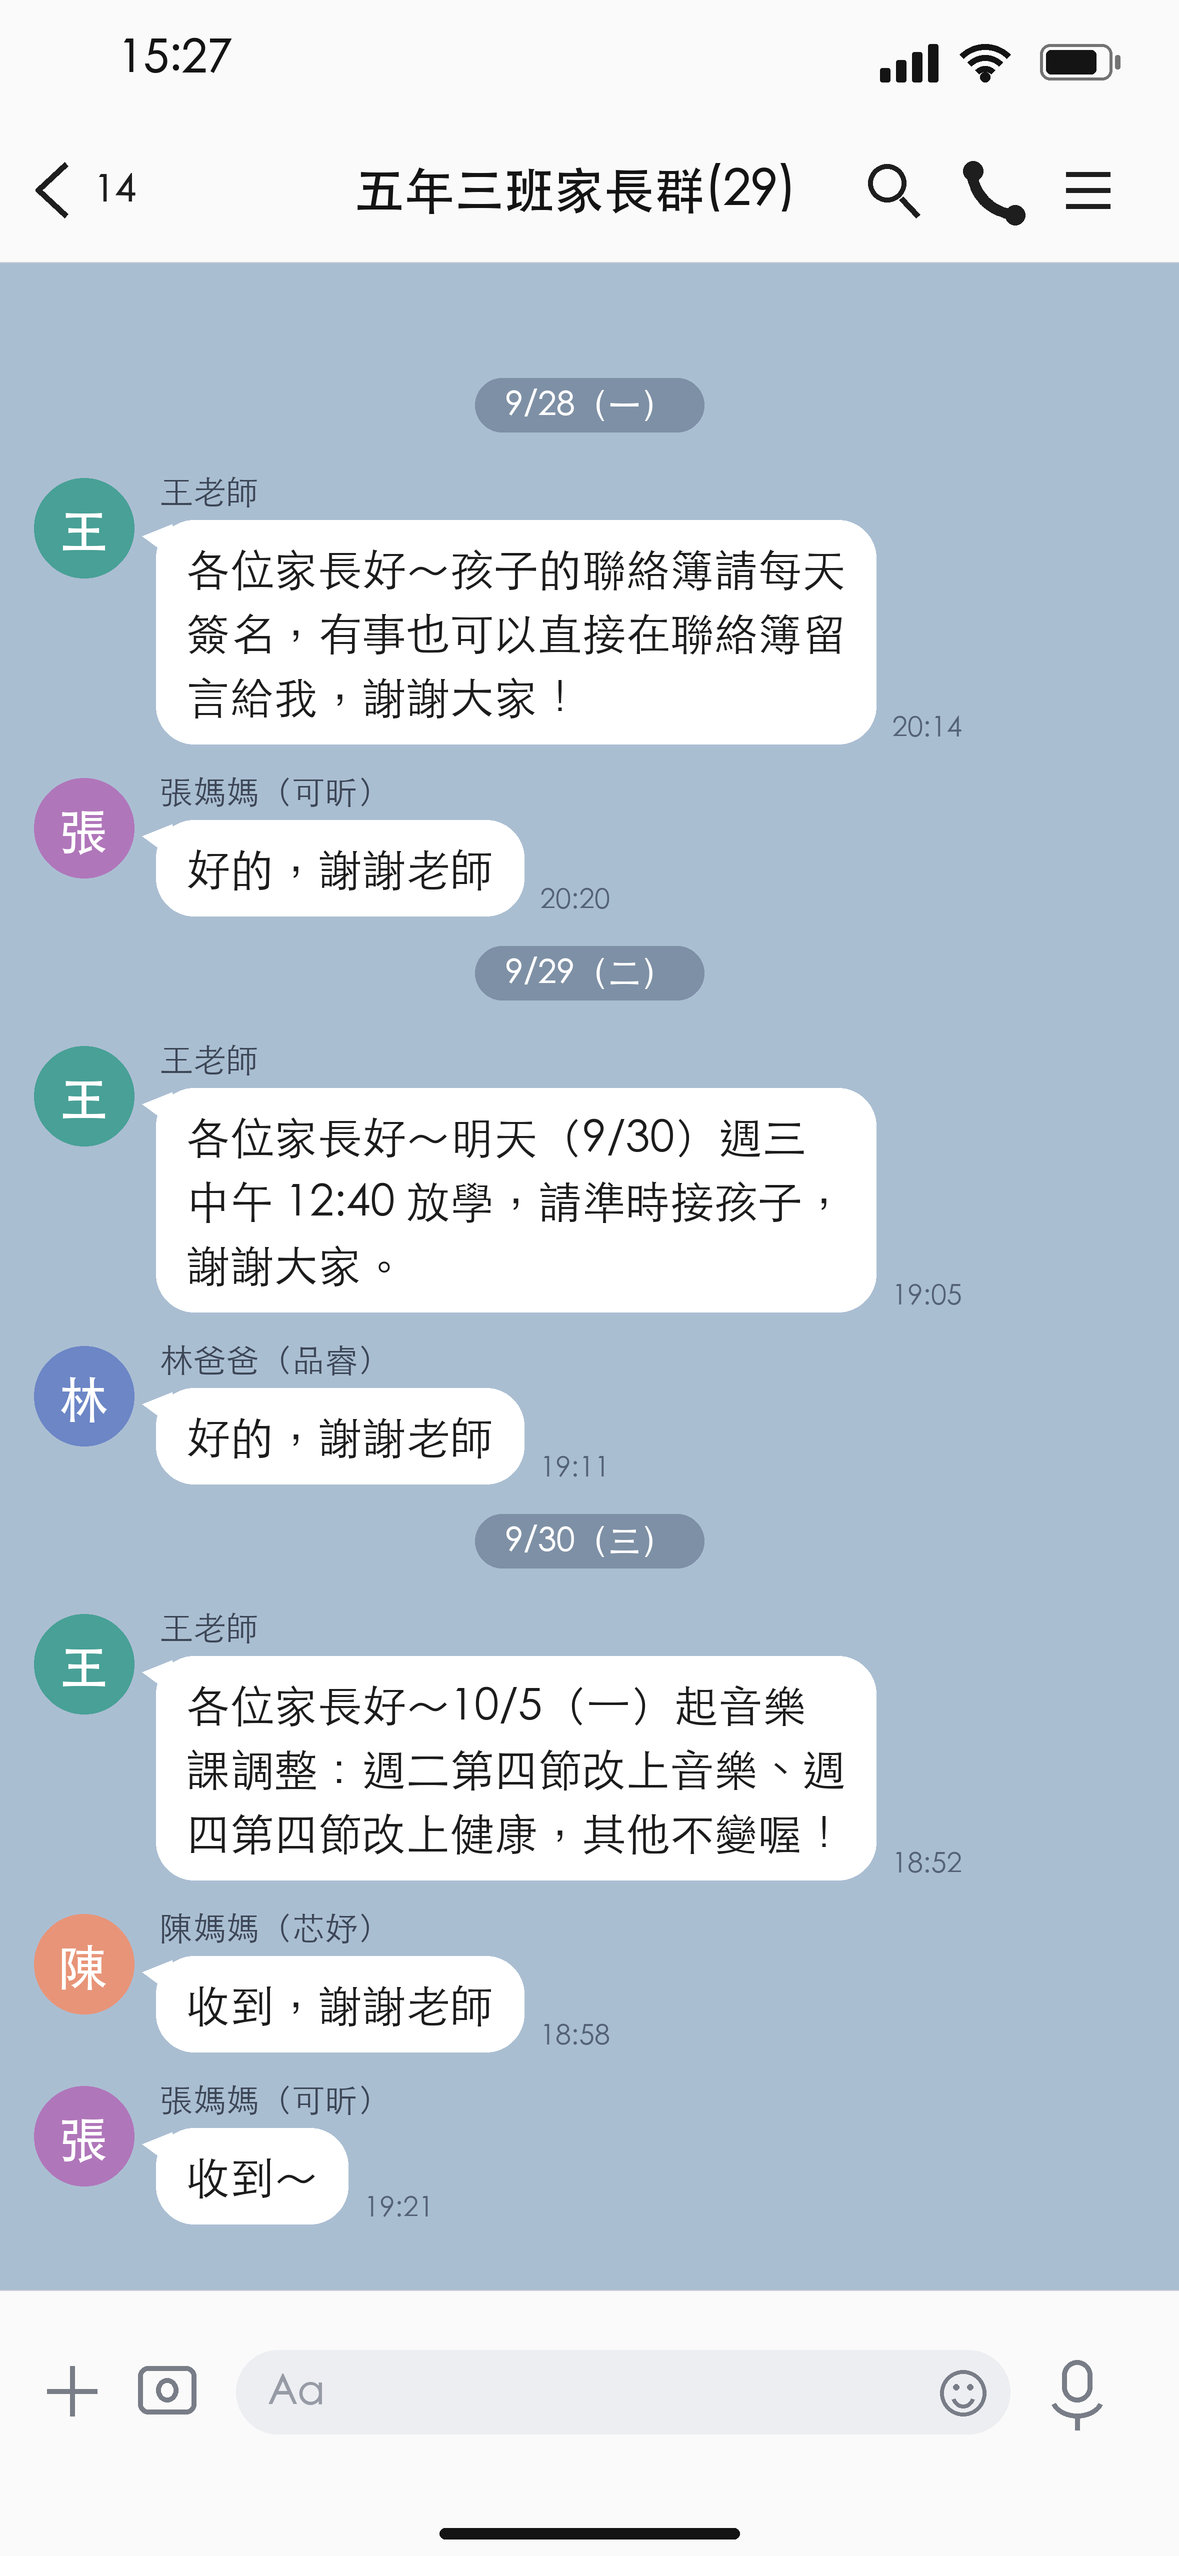 15:27
14
五年三班家長群(29)
9/28（一）
王
王老師
各位家長好～孩子的聯絡簿請每天
簽名，有事也可以直接在聯絡簿留
言給我，謝謝大家！
20:14
張
張媽媽（可昕）
好的，謝謝老師
20:20
9/29（二）
王
王老師
各位家長好～明天（9/30）週三
中午 12:40 放學，請準時接孩子，
謝謝大家。
19:05
林
林爸爸（品睿）
好的，謝謝老師
19:11
9/30（三）
王
王老師
各位家長好～10/5（一）起音樂
課調整：週二第四節改上音樂、週
四第四節改上健康，其他不變喔！
18:52
陳
陳媽媽（芯妤）
收到，謝謝老師
18:58
張
張媽媽（可昕）
收到～
19:21
Aa